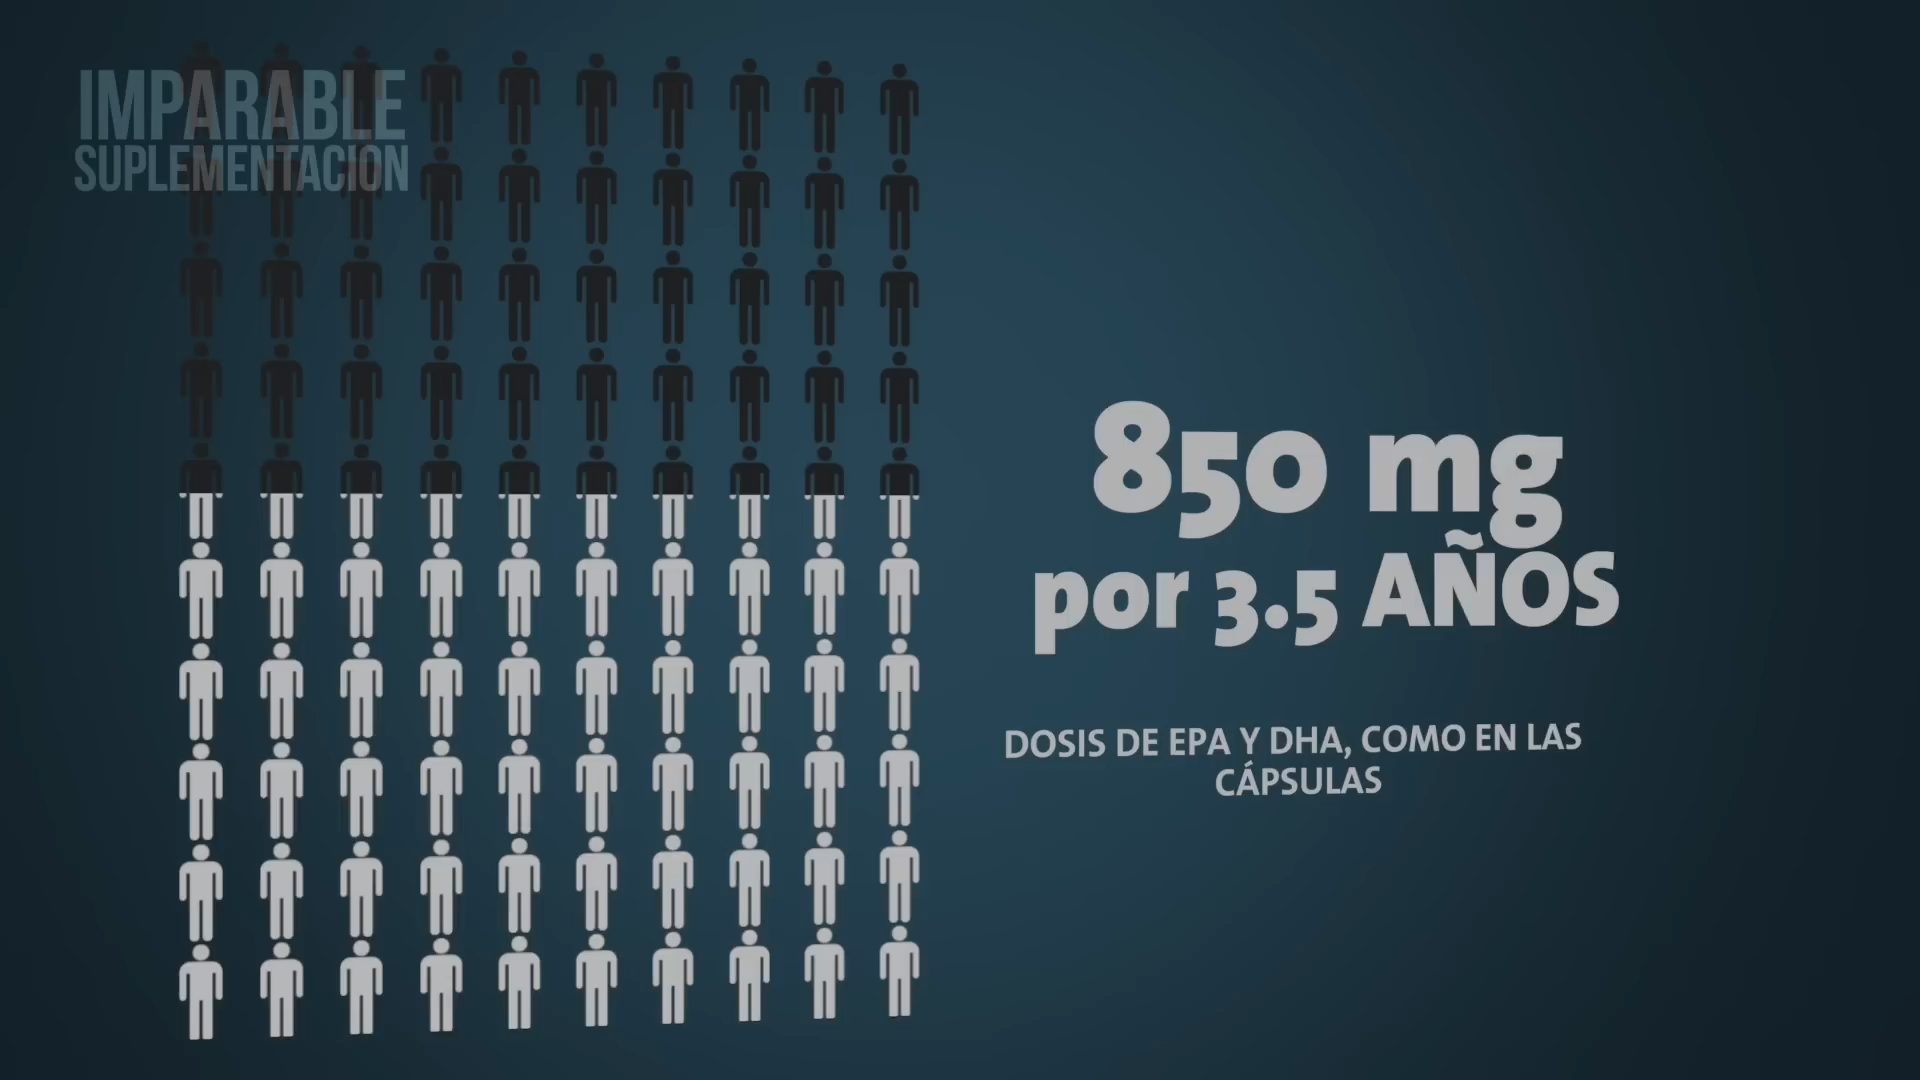 IMPARABLE
SUPLEMENTACION
850 mg
por 3.5 AÑOS
DOSIS DE EPA Y DHA, COMO EN LAS
CÁPSULAS